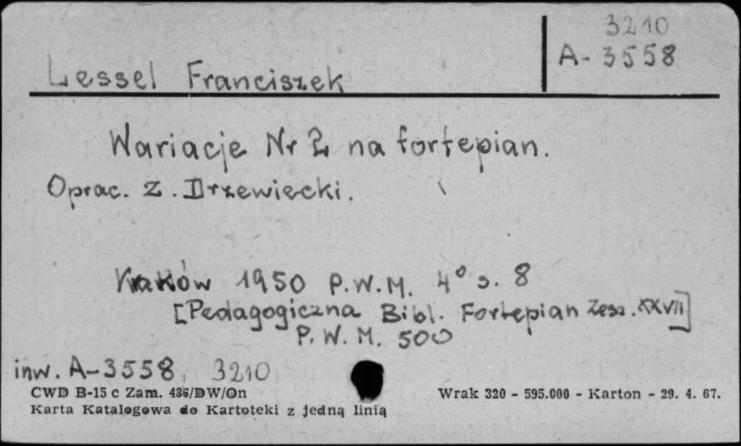 3210
A-3558
Lessel Franciszek
Wariacje Nr 2 na fortepian.
Oprac. Z. Drzewiecki.
Kraków 1950 P.W.M. 4° s. 8
[Pedagogiczna Bibl. Fortepian Zesz. XXVII]
P.W.M. 500
inw. A-3558, 3210
CWD B-15 c Zam. 486/DW/On
Wrak 320 - 595.000 - Karton - 29. 4. 67.
Karta Katalogowa do Kartoteki z jedną linią